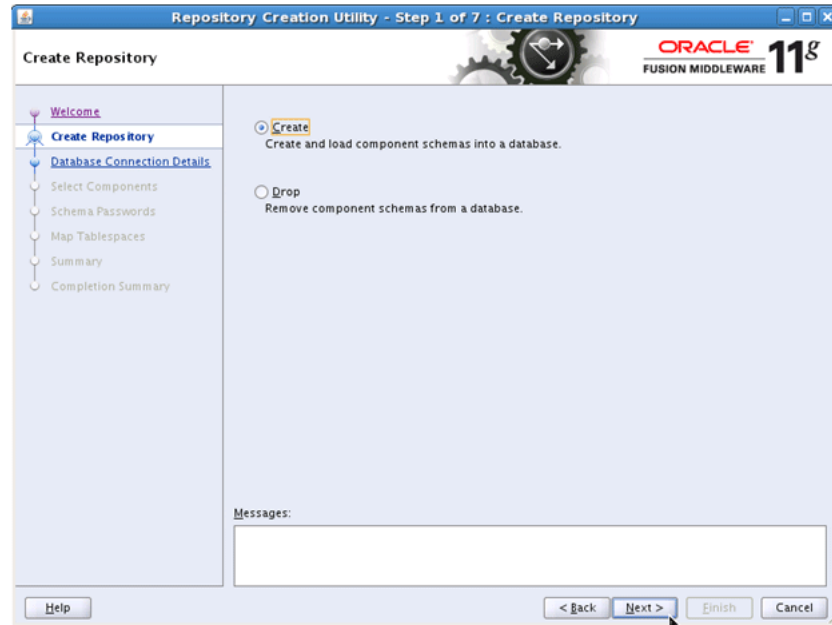 Repository Creation Utility - Step 1 of 7 : Create Repository
Create Repository
ORACLE
FUSION MIDDLEWARE 11g
Welcome
Create Repository
Database Connection Details
Select Components
Schema Passwords
Map Tablespaces
Summary
Completion Summary
Create
Create and load component schemas into a database.
Drop
Remove component schemas from a database.
Messages:
Help
< Back
Next >
Finish
Cancel